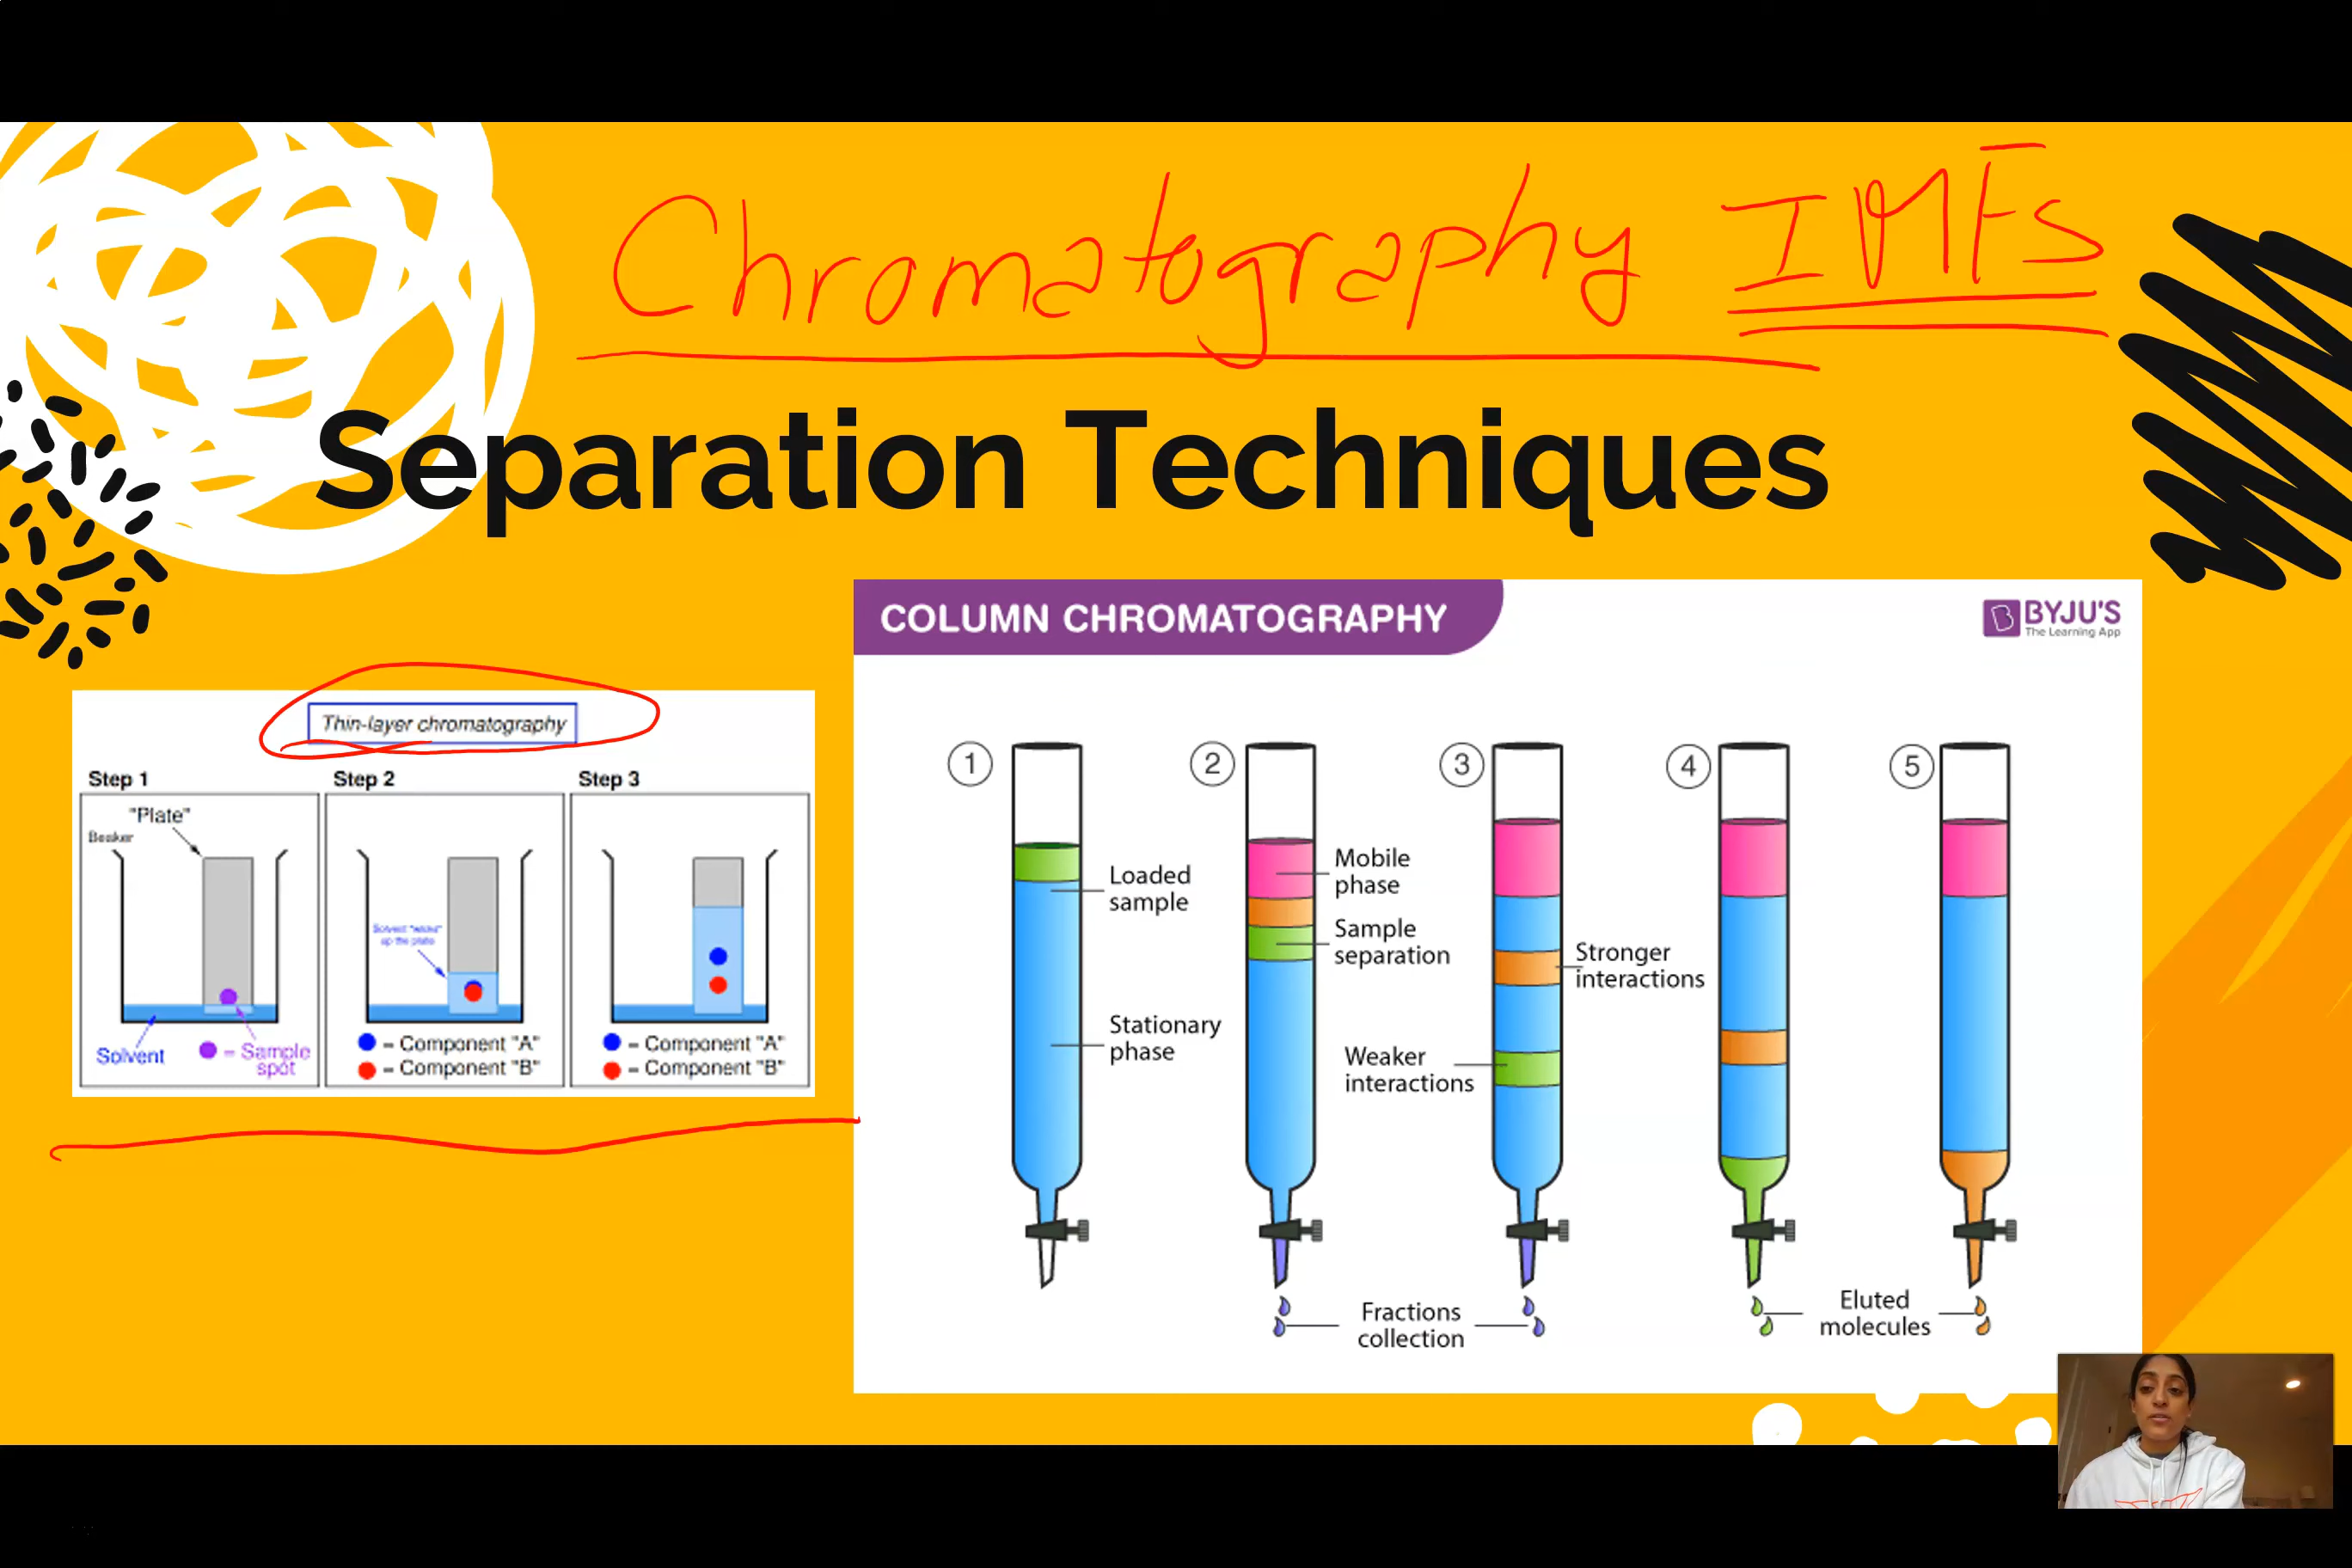 Chromatography IMFs
Separation Techniques
COLUMN CHROMATOGRAPHY
BYJU'S
The Learning App
Thin-layer chromatography
Step 1
Step 2
Step 3
"Plate"
Beaker
Solvent "wicks"
up the plate
Solvent
= Sample
spot
= Component "A"
= Component "B"
= Component "A"
= Component "B"
1
2
3
4
5
Loaded
sample
Stationary
phase
Mobile
phase
Sample
separation
Stronger
interactions
Weaker
interactions
Fractions
collection
Eluted
molecules